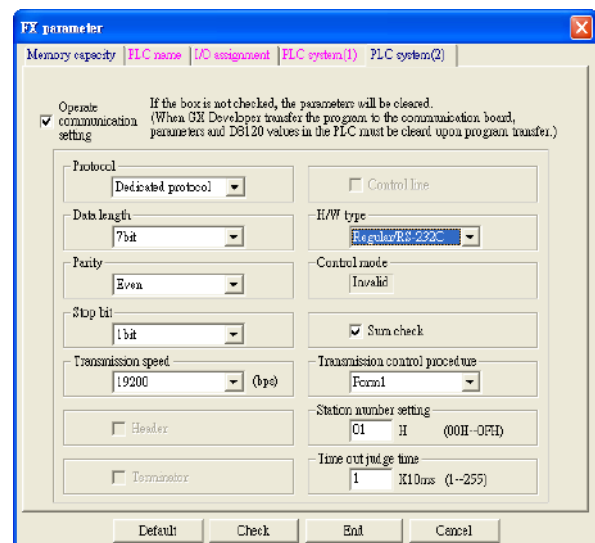 FX parameter
Memory capacity PLC name I/O assignment PLC system(1) PLC system(2)
Operate communication setting
If the box is not checked, the parameters will be cleared.
(When GX Developer transfer the program to the communication board,
parameters and D8120 values in the PLC must be cleard upon program transfer.)
Protocol
Dedicated protocol
Control line
Data length
7bit
H/W type
Regular/RS-232C
Parity
Even
Control mode
Invalid
Stop bit
1bit
Sum check
Transmission speed
19200 (bps)
Transmission control procedure
Form1
Header
Station number setting
01 H (00H--0FH)
Terminator
Time out judge time
1 X10ms (1--255)
Default Check End Cancel